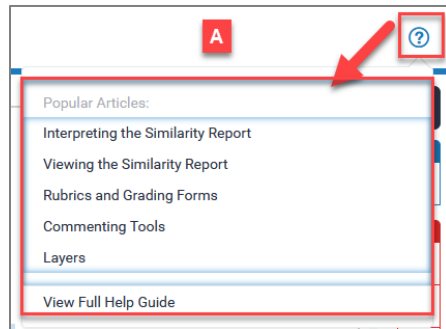 A
?
Popular Articles:
Interpreting the Similarity Report
Viewing the Similarity Report
Rubrics and Grading Forms
Commenting Tools
Layers
View Full Help Guide